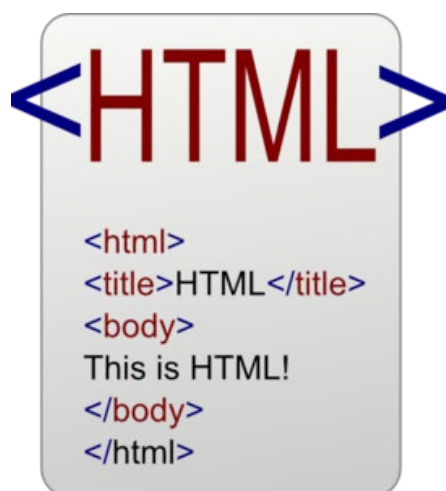 <HTML>
<html>
<title>HTML</title>
<body>
This is HTML!
</body>
</html>